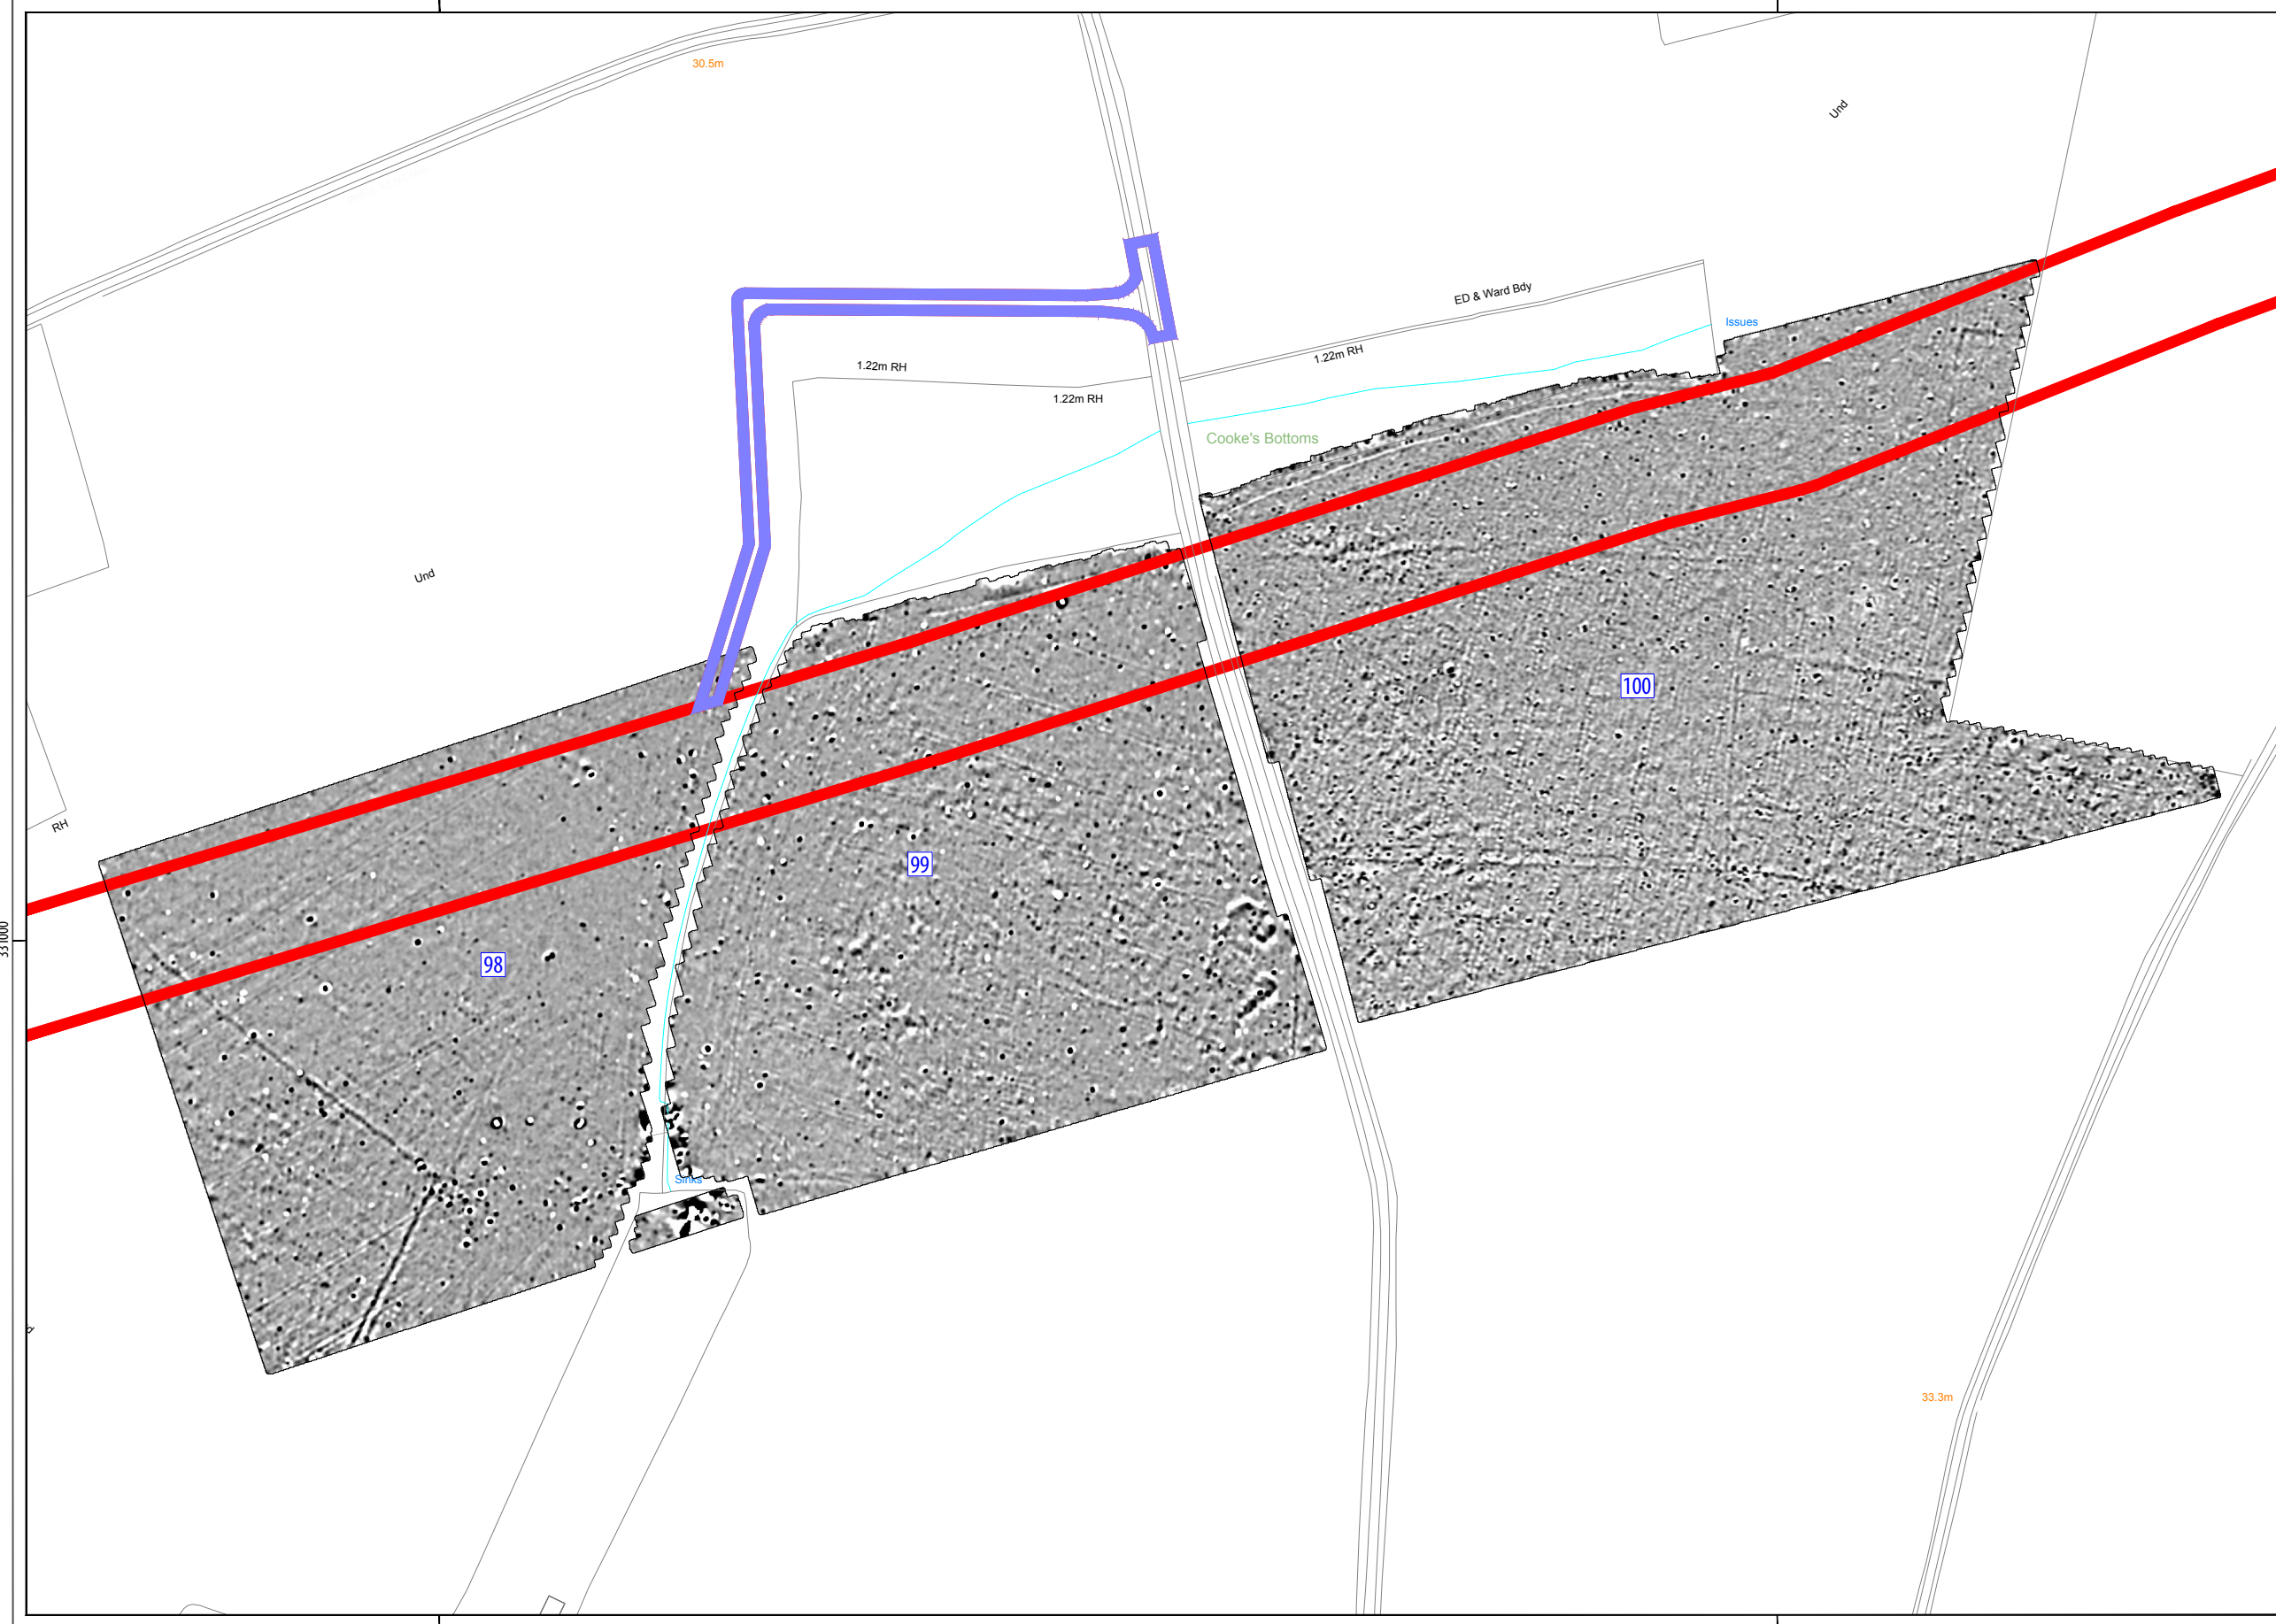 30.5m
Und
ED & Ward Bdy
Issues
1.22m RH
1.22m RH
1.22m RH
Cooke's Bottoms
Und
100
RH
99
331000
98
Sinks
33.3m